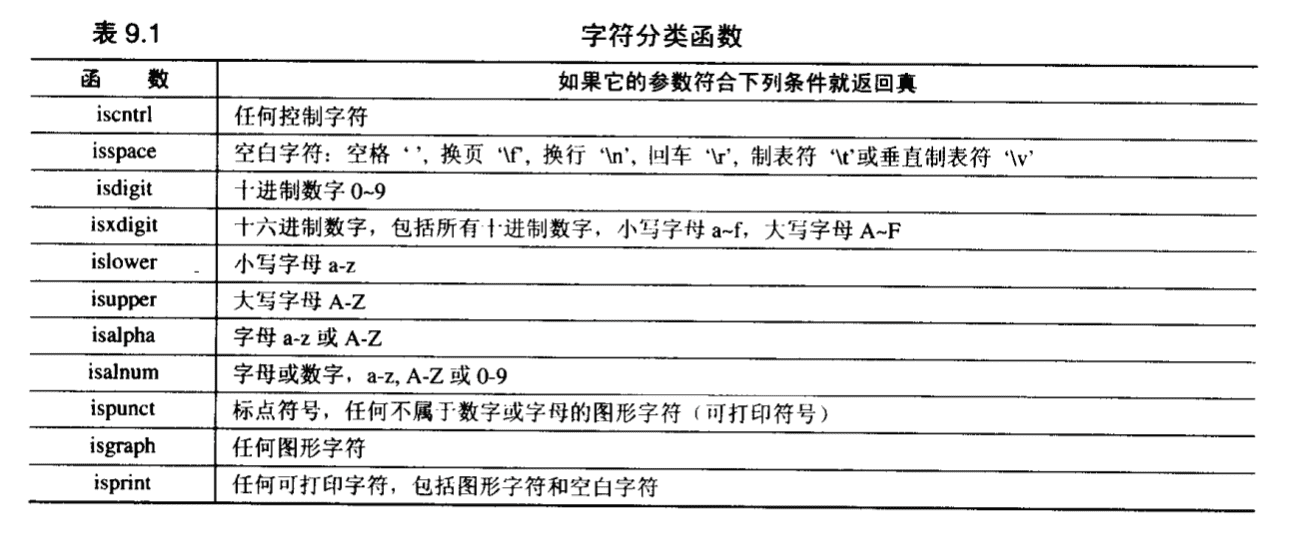 表 9.1 字符分类函数
函 数 如果它的参数符合下列条件就返回真
iscntrl 任何控制字符
isspace 空白字符：空格 ‘ ’, 换页 ‘\f’, 换行 ‘\n’, 回车 ‘\r’, 制表符 ‘\t’或垂直制表符 ‘\v’
isdigit 十进制数字 0~9
isxdigit 十六进制数字，包括所有十进制数字，小写字母 a~f，大写字母 A~F
islower 小写字母 a-z
isupper 大写字母 A-Z
isalpha 字母 a-z 或 A-Z
isalnum 字母或数字，a-z, A-Z 或 0-9
ispunct 标点符号，任何不属于数字或字母的图形字符（可打印符号）
isgraph 任何图形字符
isprint 任何可打印字符，包括图形字符和空白字符